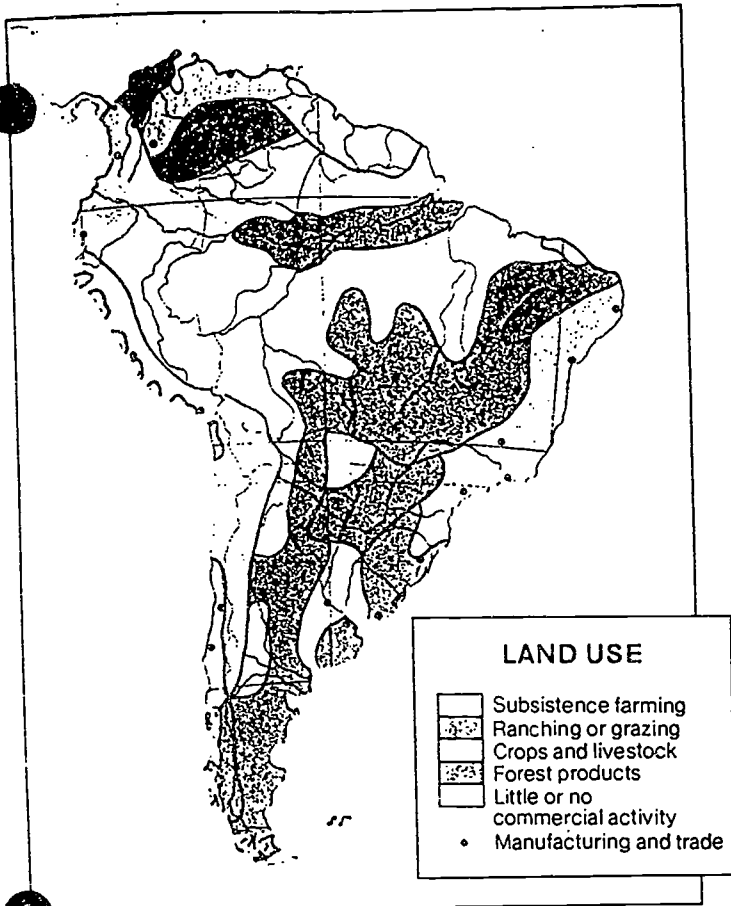 LAND USE
Subsistence farming
Ranching or grazing
Crops and livestock
Forest products
Little or no
commercial activity
Manufacturing and trade